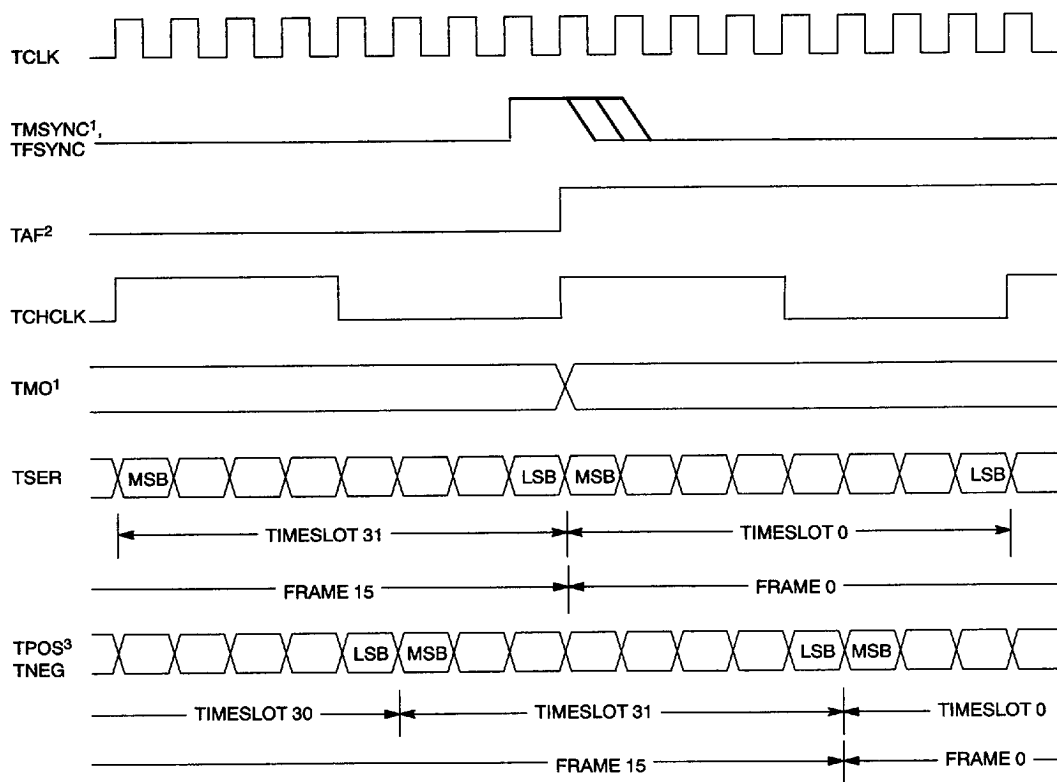 TCLK
TMSYNC¹,
TFSYNC
TAF²
TCHCLK
TMO¹
TSER MSB LSB MSB LSB
TIMESLOT 31 TIMESLOT 0
FRAME 15 FRAME 0
TPOS³
TNEG
LSB MSB LSB MSB
TIMESLOT 30 TIMESLOT 31 TIMESLOT 0
FRAME 15 FRAME 0